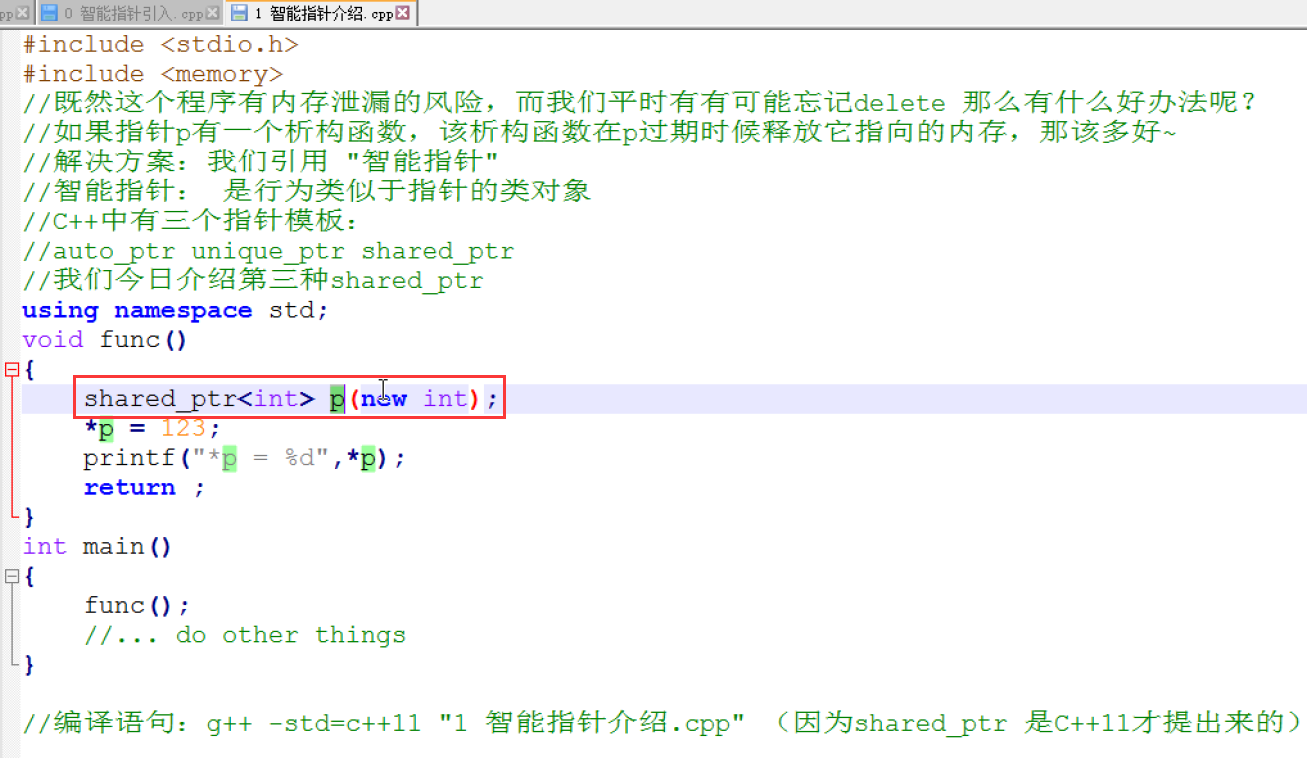 pp 0 智能指针引入.cpp 1 智能指针介绍.cpp
#include <stdio.h>
#include <memory>
//既然这个程序有内存泄漏的风险，而我们平时有有可能忘记delete 那么有什么好办法呢？
//如果指针p有一个析构函数，该析构函数在p过期时候释放它指向的内存，那该多好~
//解决方案：我们引用 "智能指针"
//智能指针： 是行为类似于指针的类对象
//C++中有三个指针模板：
//auto_ptr unique_ptr shared_ptr
//我们今日介绍第三种shared_ptr
using namespace std;
void func()
{
    shared_ptr<int> p(new int);
    *p = 123;
    printf("*p = %d",*p);
    return ;
}
int main()
{
    func();
    //... do other things
}
//编译语句：g++ -std=c++11 "1 智能指针介绍.cpp" （因为shared_ptr 是C++11才提出来的）